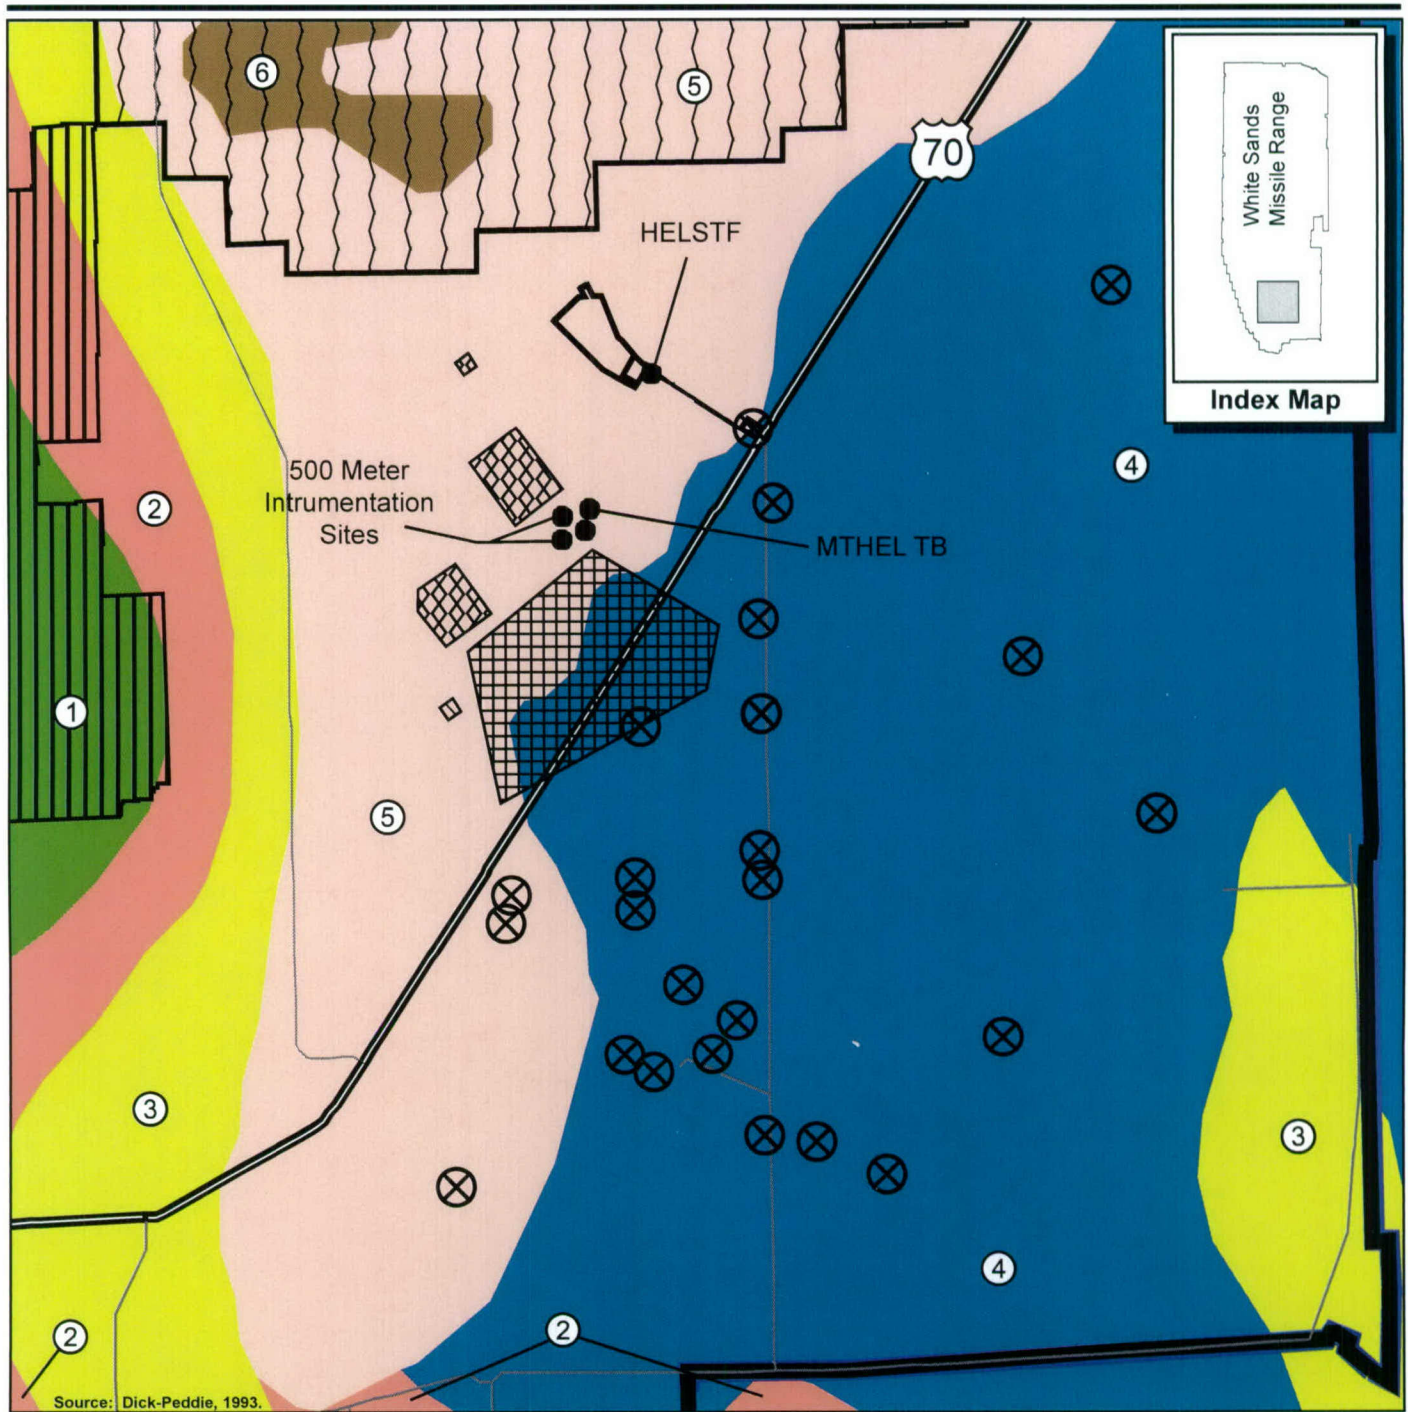 6
5
70
White Sands
Missile Range
Index Map
HELSTF
4
500 Meter
Intrumentation
Sites
2
MTHEL TB
1
5
3
3
4
2
2
Source: Dick-Peddie, 1993.